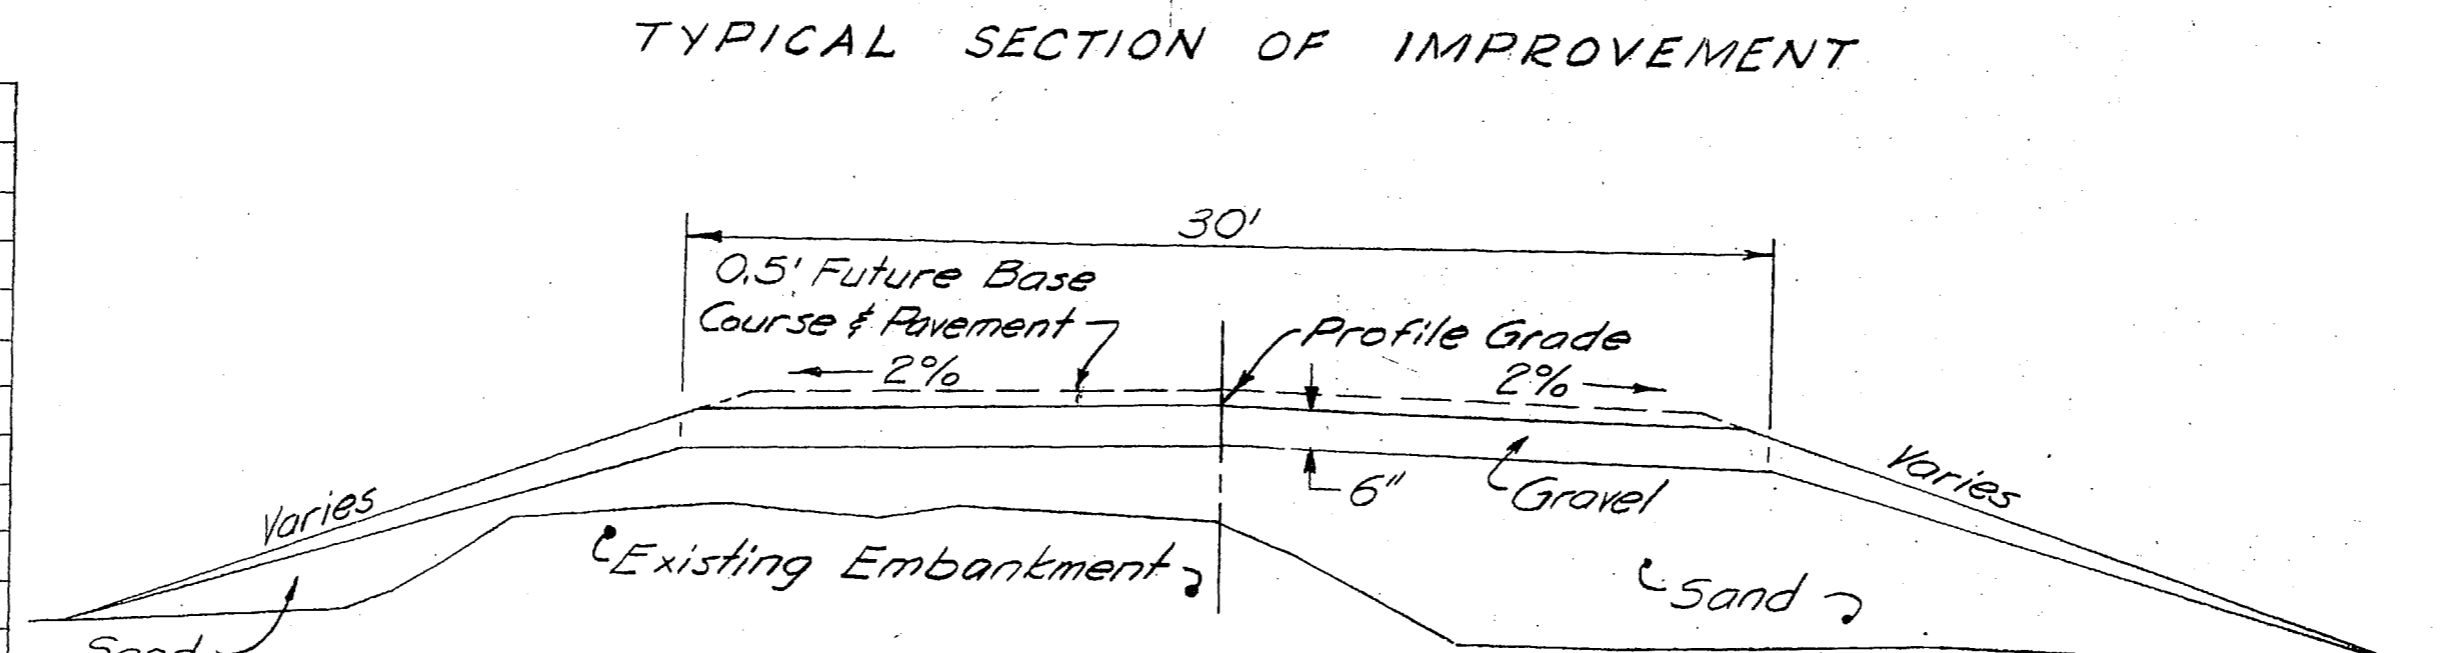 TYPICAL SECTION OF IMPROVEMENT
30'
0.5' Future Base
Course & Pavement
Profile Grade
2%
2%
6"
Gravel
Varies
Varies
Existing Embankment
Sand
Sand